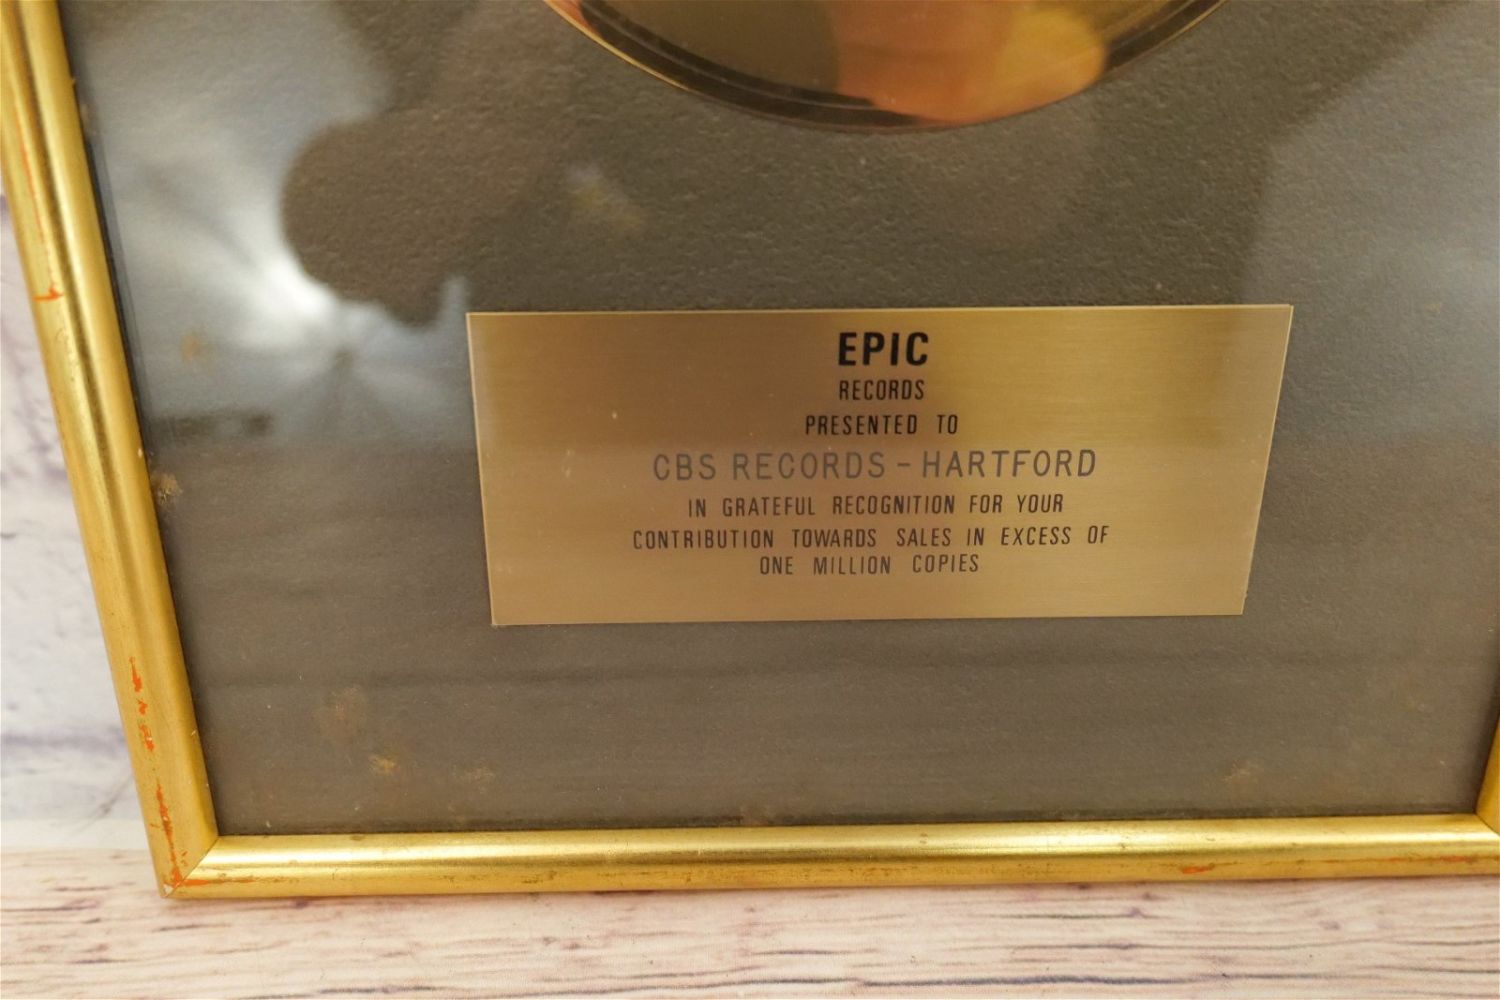 EPIC
RECORDS
PRESENTED TO
CBS RECORDS - HARTFORD
IN GRATEFUL RECOGNITION FOR YOUR
CONTRIBUTION TOWARDS SALES IN EXCESS OF
ONE MILLION COPIES